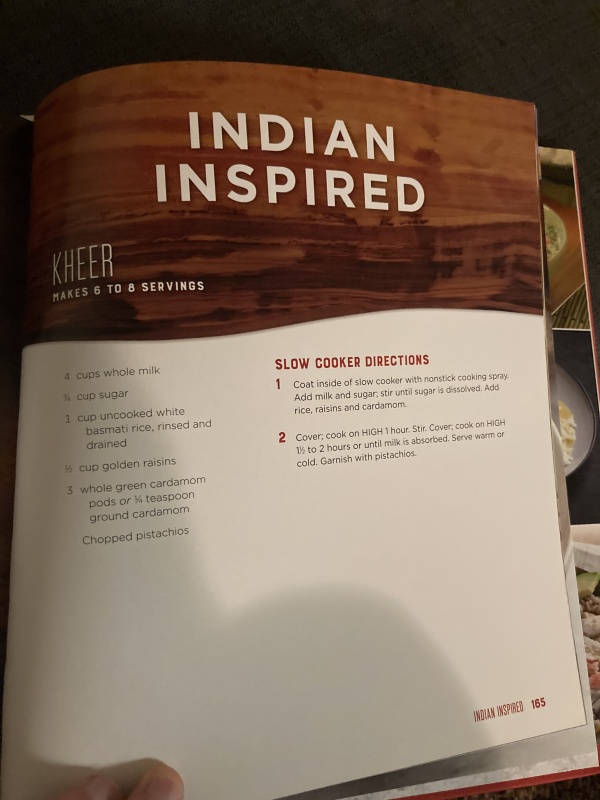 INDIAN
INSPIRED
KHEER
MAKES 6 TO 8 SERVINGS
4 cups whole milk
¾ cup sugar
1 cup uncooked white
basmati rice, rinsed and
drained
½ cup golden raisins
3 whole green cardamom
pods or ¼ teaspoon
ground cardamom
Chopped pistachios
SLOW COOKER DIRECTIONS
1 Coat inside of slow cooker with nonstick cooking spray.
Add milk and sugar; stir until sugar is dissolved. Add
rice, raisins and cardamom.
2 Cover; cook on HIGH 1 hour. Stir. Cover; cook on HIGH
1½ to 2 hours or until milk is absorbed. Serve warm or
cold. Garnish with pistachios.
INDIAN INSPIRED 165